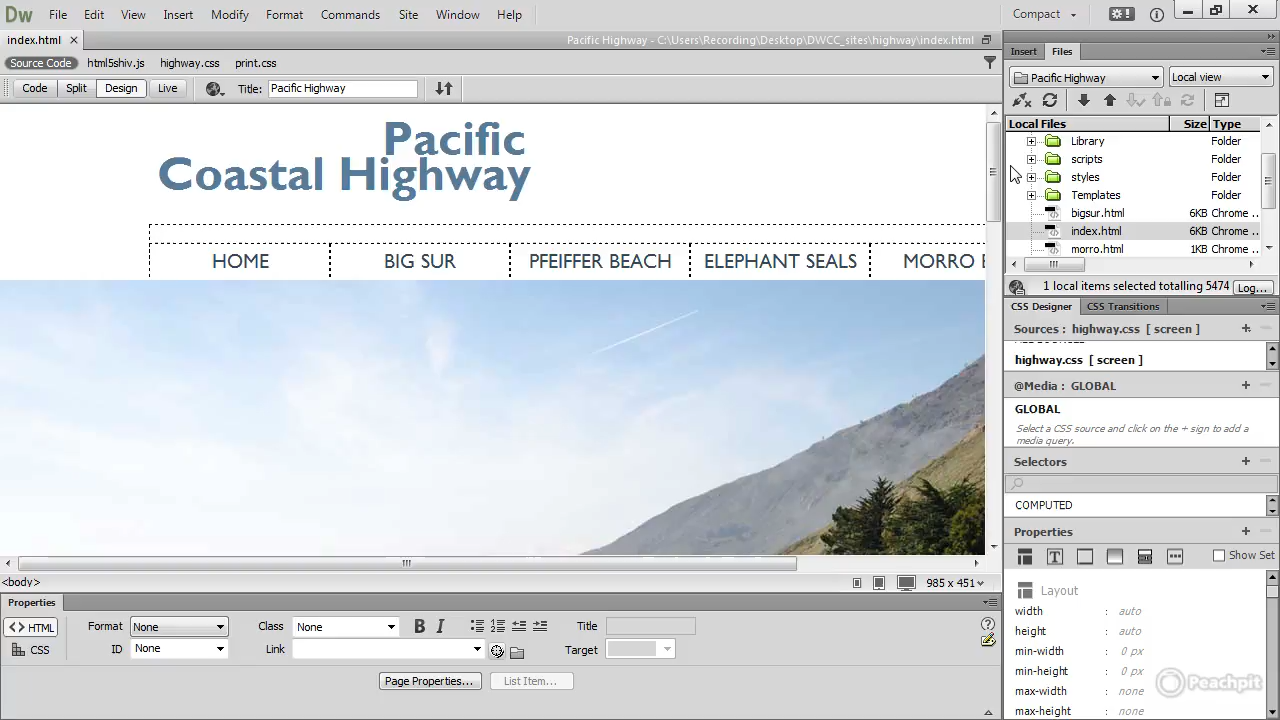 Dw File Edit View Insert Modify Format Commands Site Window Help Compact
index.html Pacific Highway - C:\Users\Recording\Desktop\DWCC_sites\highway\index.html
Source Code html5shiv.js highway.css print.css
Code Split Design Live Title: Pacific Highway
Pacific
Coastal Highway
HOME BIG SUR PFEIFFER BEACH ELEPHANT SEALS MORRO B
<body> 985 x 451
Properties
HTML Format None Class None B I Title
CSS ID None Link Target
Page Properties... List Item...
Insert Files
Pacific Highway Local view
Local Files Size Type
Library Folder
scripts Folder
styles Folder
Templates Folder
bigsur.html 6KB Chrome ..
index.html 6KB Chrome ..
morro.html 1KB Chrome ..
1 local items selected totalling 5474 Log...
CSS Designer CSS Transitions
Sources : highway.css [ screen ]
highway.css [ screen ]
@Media : GLOBAL
GLOBAL
Select a CSS source and click on the + sign to add a
media query.
Selectors
COMPUTED
Properties
T Show Set
Layout
width : auto
height : auto
min-width : 0 px
min-height : 0 px
max-width : none
max-height : none
Peachpit